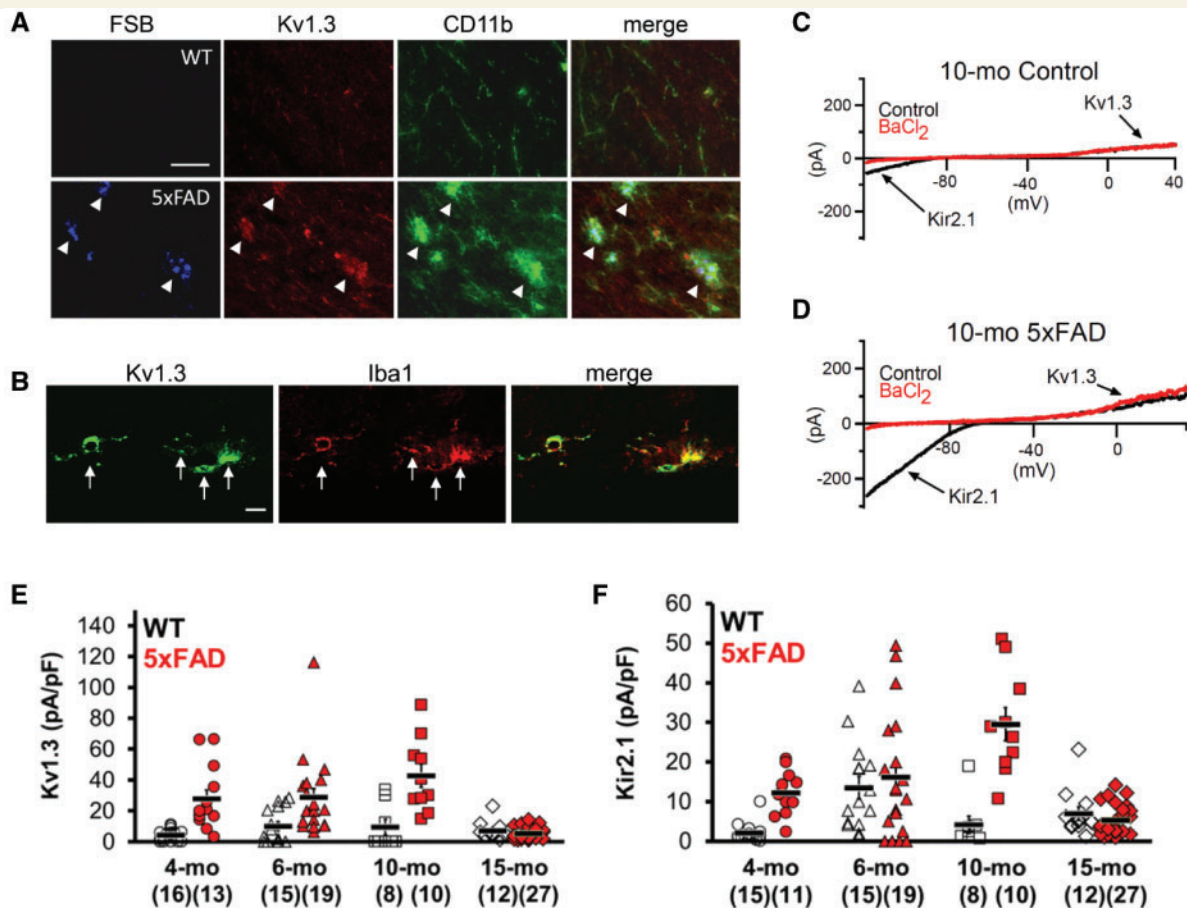 A
FSB Kv1.3 CD11b merge
WT
5xFAD
B
Kv1.3 Iba1 merge
C
10-mo Control
200
0
-200
(pA)
Control
BaCl2
Kv1.3
Kir2.1
-80 -40 0 40
(mV)
D
10-mo 5xFAD
200
0
-200
(pA)
Control
BaCl2
Kv1.3
Kir2.1
-80 -40 0
(mV)
E
WT
5xFAD
Kv1.3 (pA/pF)
140
120
100
80
60
40
20
0
4-mo 6-mo 10-mo 15-mo
(16)(13) (15)(19) (8) (10) (12)(27)
F
WT
5xFAD
Kir2.1 (pA/pF)
60
50
40
30
20
10
0
4-mo 6-mo 10-mo 15-mo
(15)(11) (15)(19) (8) (10) (12)(27)